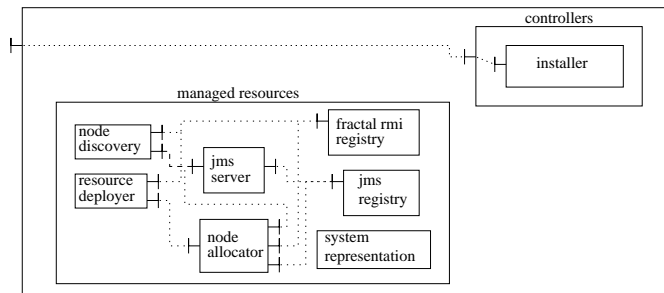 controllers
installer
managed resources
node
discovery
fractal rmi
registry
jms
server
resource
deployer
jms
registry
node
allocator
system
representation